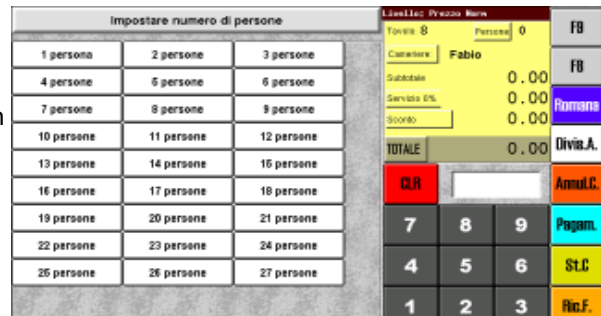 Impostare numero di persone
1 persona 2 persone 3 persone
4 persone 5 persone 6 persone
7 persone 8 persone 9 persone
10 persone 11 persone 12 persone
13 persone 14 persone 15 persone
16 persone 17 persone 18 persone
19 persone 20 persone 21 persone
22 persone 23 persone 24 persone
25 persone 26 persone 27 persone
Livello: Prezzo Norm
Tavolo: 8 Persone 0
Cameriere Fabio
Subtotale 0.00
Servizio 0% 0.00
Sconto 0.00
TOTALE 0.00
CLR
7 8 9
4 5 6
1 2 3
F9
F8
Romana
Divis.A.
Annul.C.
Pagam.
St.C
Ric.F.
n